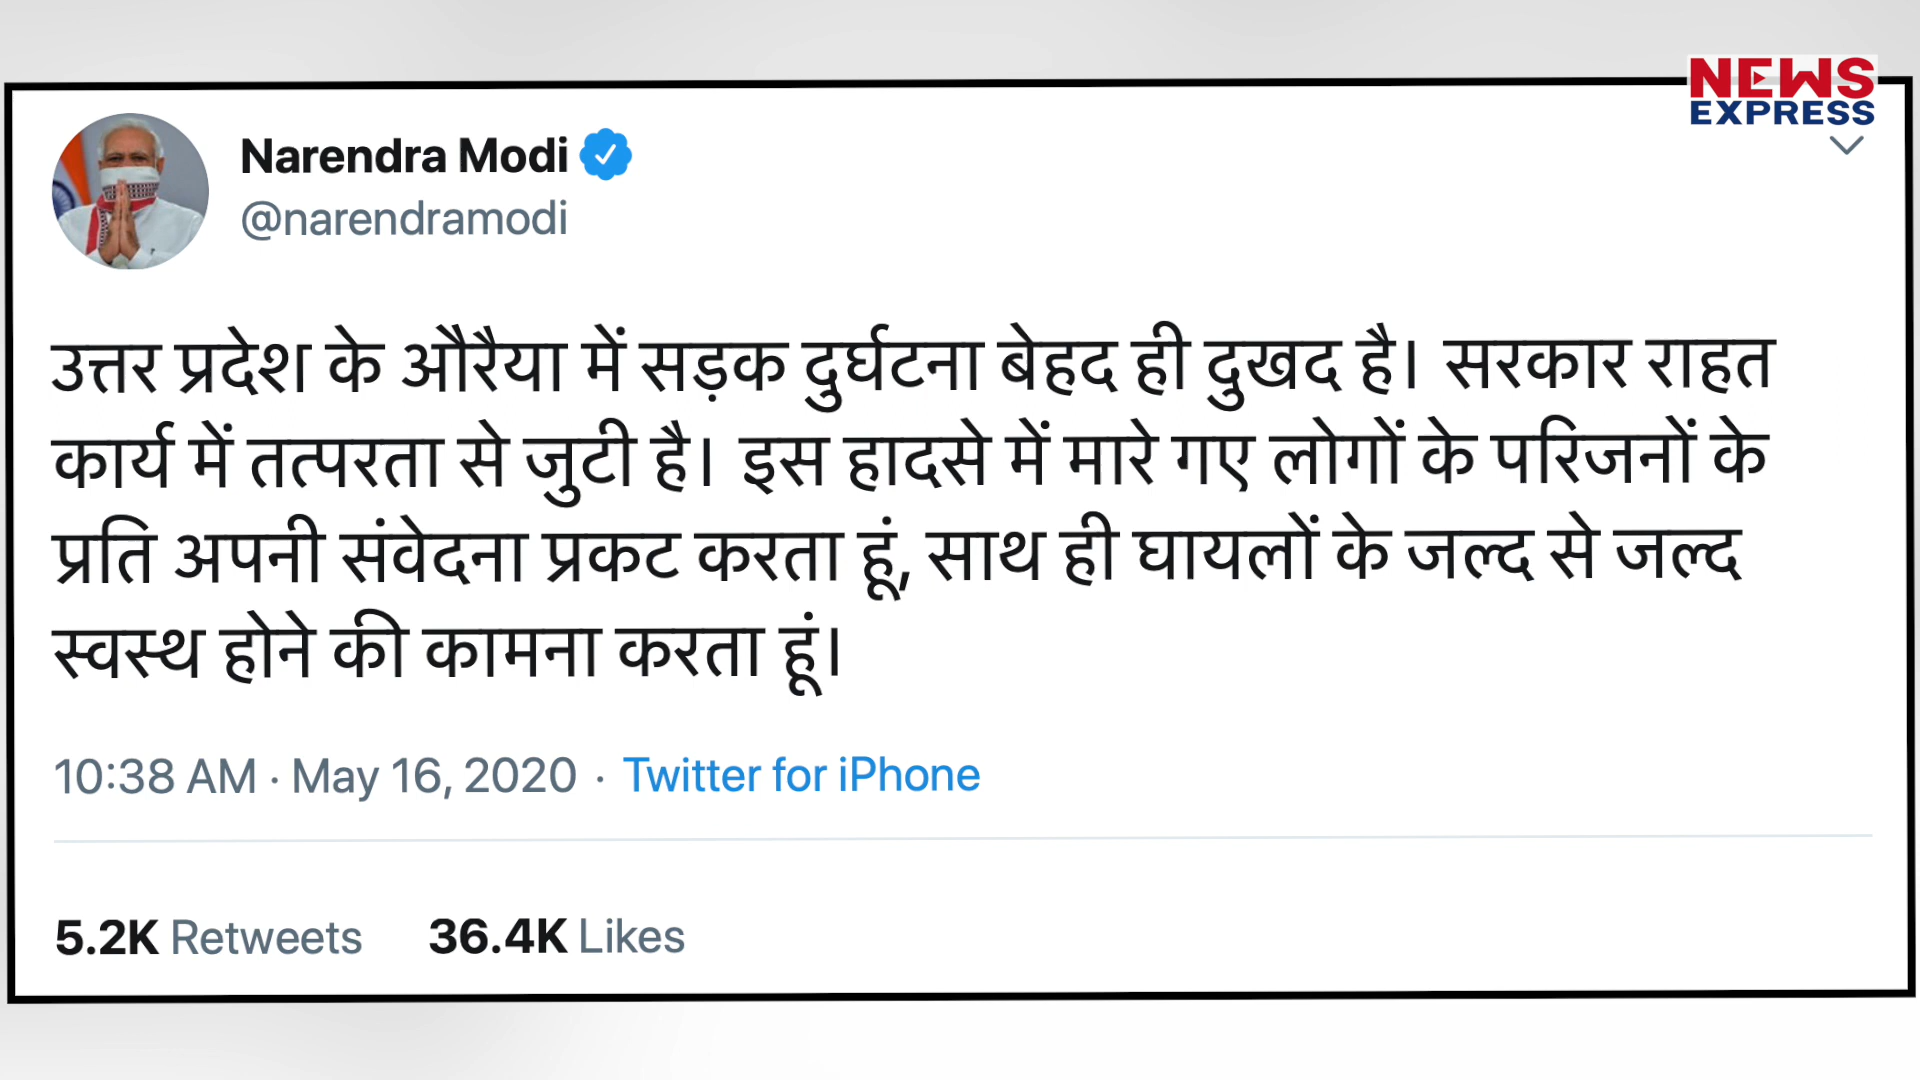 NEWS
EXPRESS
Narendra Modi
@narendramodi
उत्तर प्रदेश के औरैया में सड़क दुर्घटना बेहद ही दुखद है। सरकार राहत
कार्य में तत्परता से जुटी है। इस हादसे में मारे गए लोगों के परिजनों के
प्रति अपनी संवेदना प्रकट करता हूं, साथ ही घायलों के जल्द से जल्द
स्वस्थ होने की कामना करता हूं।
10:38 AM · May 16, 2020 · Twitter for iPhone
5.2K Retweets 36.4K Likes